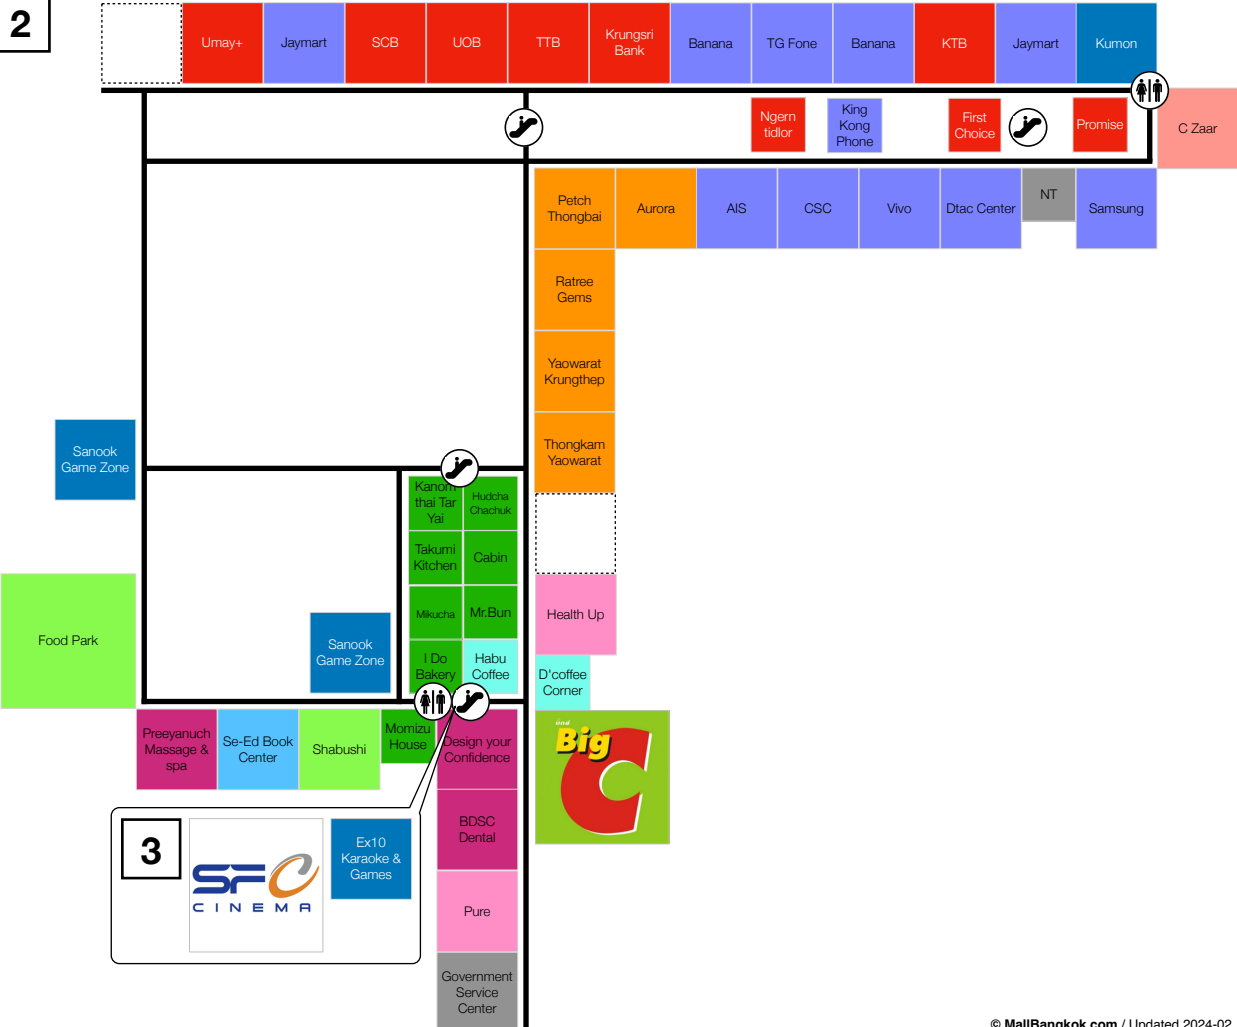 2
Umay+
Jaymart
SCB
UOB
TTB
Krungsri
Bank
Banana
TG Fone
Banana
KTB
Jaymart
Kumon
Ngern
tidlor
King
Kong
Phone
First
Choice
Promise
C Zaar
Petch
Thongbai
Aurora
AIS
CSC
Vivo
Dtac Center
NT
Samsung
Ratree
Gems
Yaowarat
Krungthep
Thongkam
Yaowarat
Sanook
Game Zone
Kanom
thai Tar
Yai
Hudcha
Chachuk
Takumi
Kitchen
Cabin
Mikucha
Mr.Bun
Health Up
Food Park
Sanook
Game Zone
I Do
Bakery
Habu
Coffee
D'coffee
Corner
Preeyanuch
Massage &
spa
Se-Ed Book
Center
Shabushi
Momizu
House
Design your
Confidence
ünd
Big
C
BDSC
Dental
3
SFC
CINEMA
Ex10
Karaoke &
Games
Pure
Government
Service
Center
© MallBangkok.com / Updated 2024-02